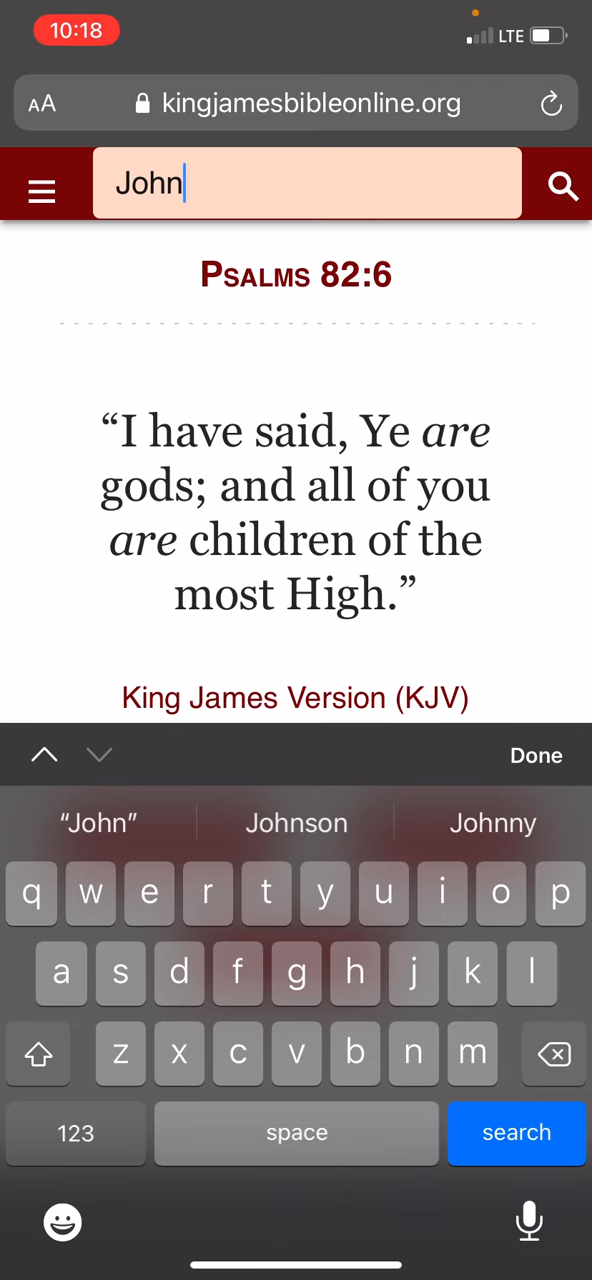 10:18
LTE
AA kingjamesbibleonline.org
John
PSALMS 82:6
“I have said, Ye are
gods; and all of you
are children of the
most High.”
King James Version (KJV)
Done
“John” Johnson Johnny
q w e r t y u i o p
a s d f g h j k l
z x c v b n m
123 space search